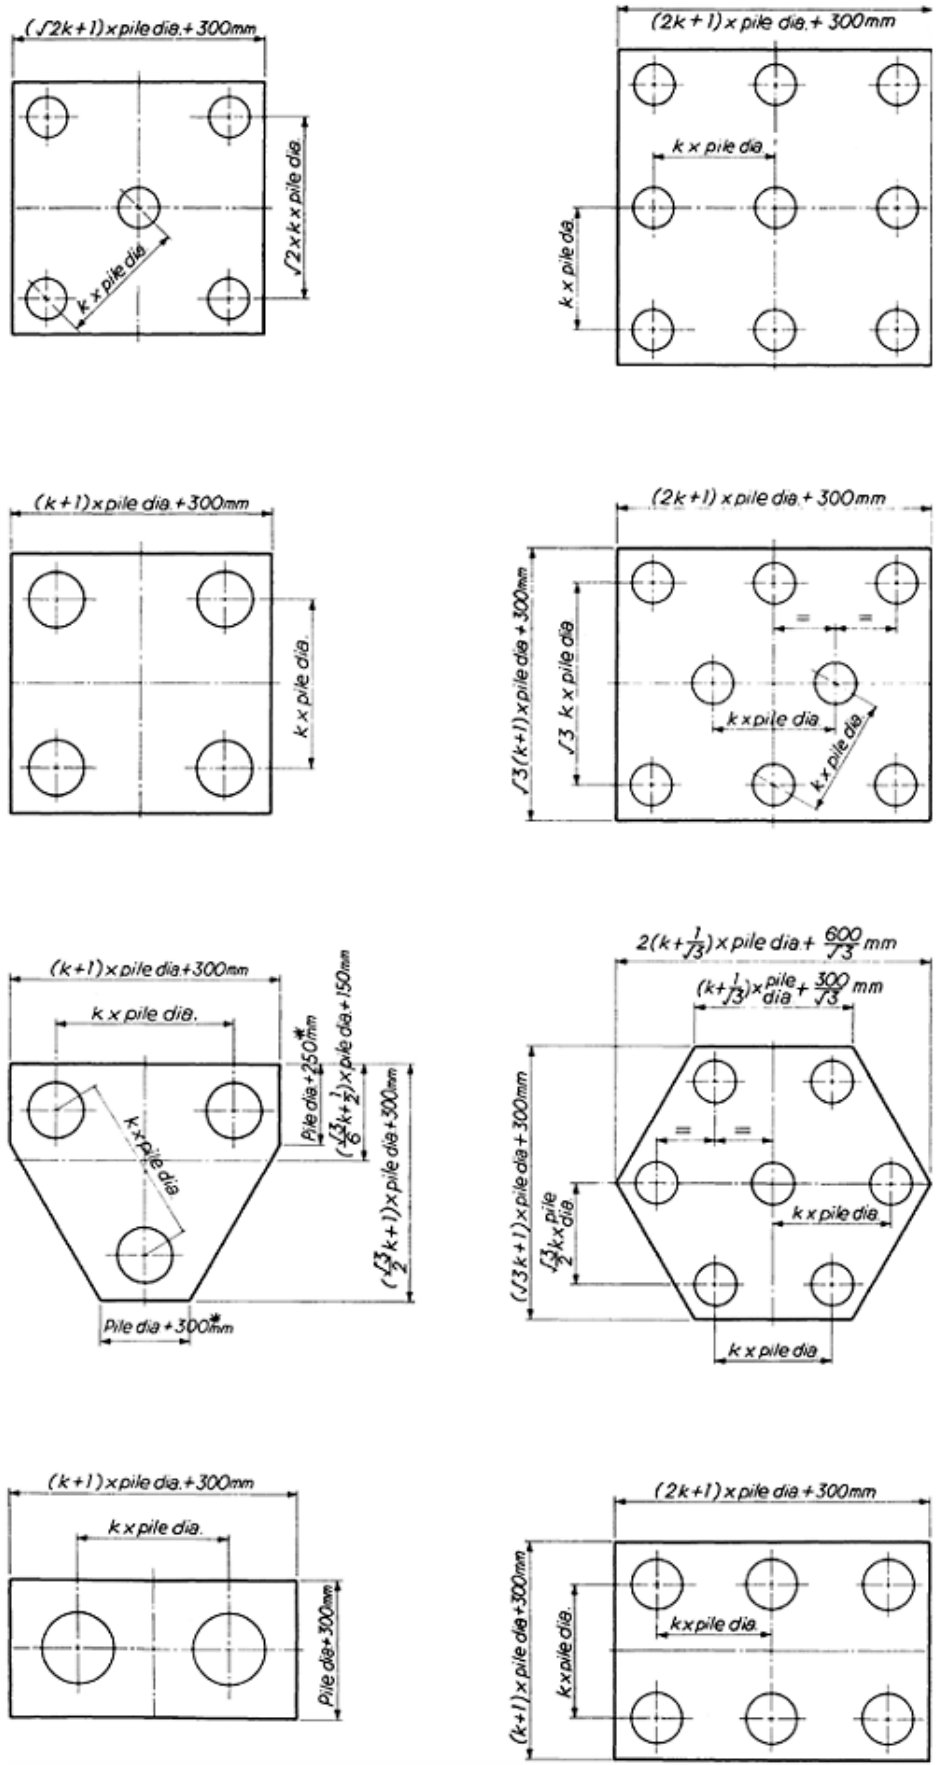 (√2k+1)×pile dia.+300mm
√2×k×pile dia.
k×pile dia.
(2k+1)×pile dia.+300mm
k×pile dia.
k×pile dia.
(k+1)×pile dia.+300mm
k×pile dia.
(2k+1)×pile dia+300mm
√3(k+1)×pile dia+300mm
√3 k×pile dia
=
=
k×pile dia.
k×pile dia.
(k+1)×pile dia+300mm
k×pile dia.
k×pile dia
Pile dia.+250*mm
(√3/6 k+1/2)×pile dia.+150mm
(√3/2 k+1)×pile dia+300mm
Pile dia+300*mm
2(k+1/√3)×pile dia+ 600/√3 mm
(k+1/√3)×pile dia+ 300/√3 mm
(√3k+1)×pile dia+300mm
=
=
√3/2 k×pile dia.
k×pile dia.
k×pile dia
(k+1)×pile dia.+300mm
k×pile dia.
Pile dia+300mm
(2k+1)×pile dia+300mm
(k+1)×pile dia+300mm
k×pile dia.
k×pile dia.